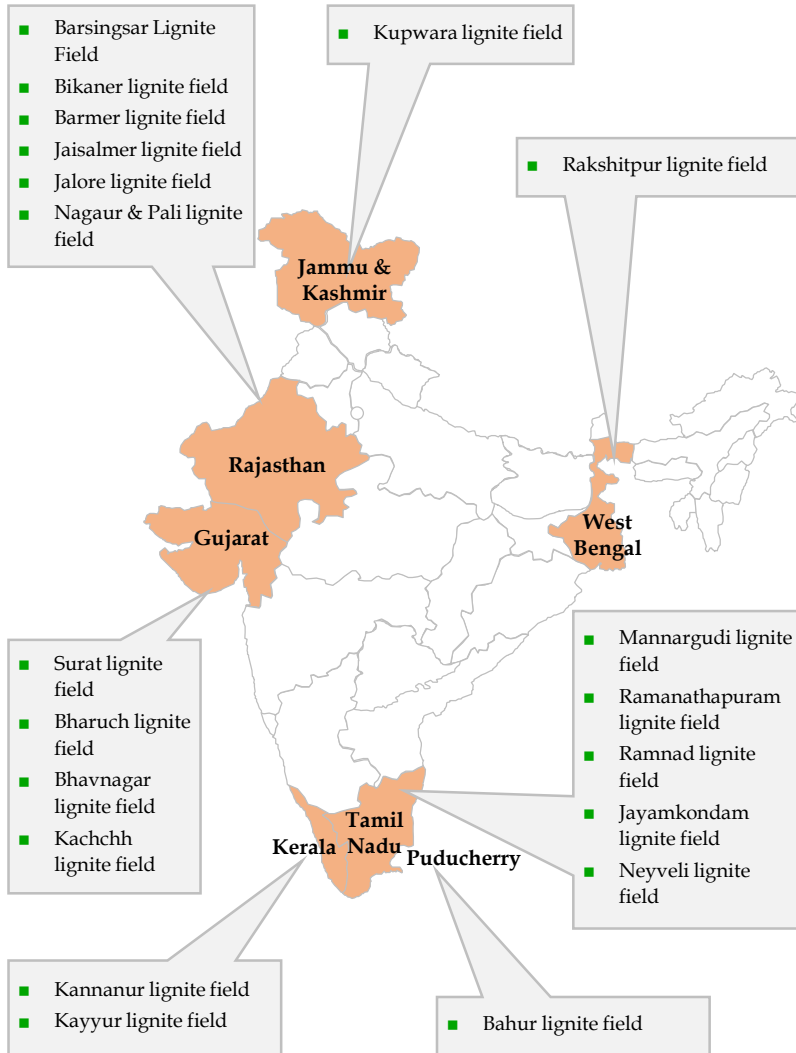 Barsingsar Lignite
Field
Bikaner lignite field
Barmer lignite field
Jaisalmer lignite field
Jalore lignite field
Nagaur & Pali lignite
field
Kupwara lignite field
Rakshitpur lignite field
Jammu &
Kashmir
Rajasthan
Gujarat
West
Bengal
Surat lignite
field
Bharuch lignite
field
Bhavnagar
lignite field
Kachchh
lignite field
Mannargudi lignite
field
Ramanathapuram
lignite field
Ramnad lignite
field
Jayamkondam
lignite field
Neyveli lignite
field
Tamil
Nadu
Kerala
Puducherry
Kannanur lignite field
Kayyur lignite field
Bahur lignite field